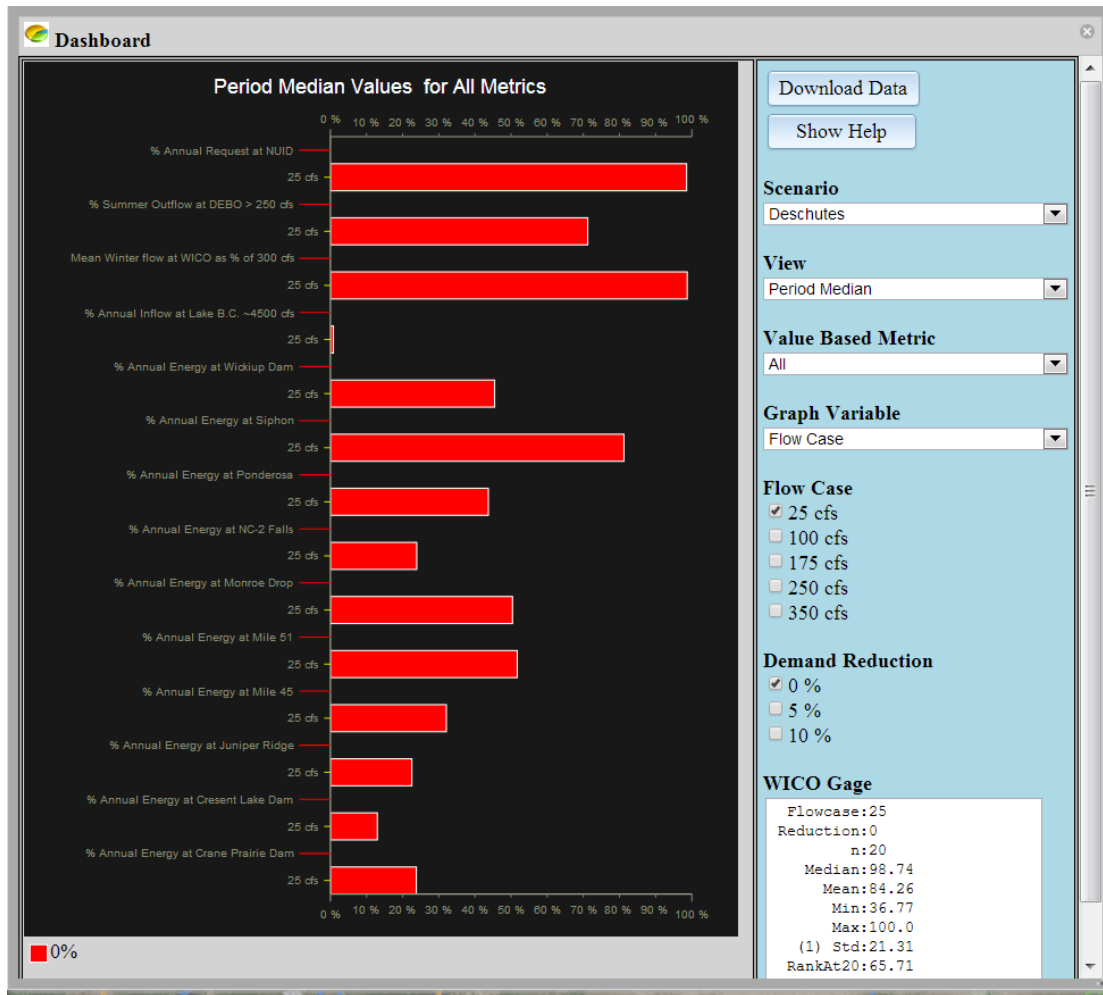 Dashboard
Period Median Values for All Metrics
0 % 10 % 20 % 30 % 40 % 50 % 60 % 70 % 80 % 90 % 100 %
% Annual Request at NUID
25 cfs
% Summer Outflow at DEBO > 250 cfs
25 cfs
Mean Winter flow at WICO as % of 300 cfs
25 cfs
% Annual Inflow at Lake B.C. ~4500 cfs
25 cfs
% Annual Energy at Wickiup Dam
25 cfs
% Annual Energy at Siphon
25 cfs
% Annual Energy at Ponderosa
25 cfs
% Annual Energy at NC-2 Falls
25 cfs
% Annual Energy at Monroe Drop
25 cfs
% Annual Energy at Mile 51
25 cfs
% Annual Energy at Mile 45
25 cfs
% Annual Energy at Juniper Ridge
25 cfs
% Annual Energy at Cresent Lake Dam
25 cfs
% Annual Energy at Crane Prairie Dam
25 cfs
0 % 10 % 20 % 30 % 40 % 50 % 60 % 70 % 80 % 90 % 100 %
0%
Download Data
Show Help
Scenario
Deschutes
View
Period Median
Value Based Metric
All
Graph Variable
Flow Case
Flow Case
25 cfs
100 cfs
175 cfs
250 cfs
350 cfs
Demand Reduction
0 %
5 %
10 %
WICO Gage
Flowcase:25
Reduction:0
n:20
Median:98.74
Mean:84.26
Min:36.77
Max:100.0
(1) Std:21.31
RankAt20:65.71